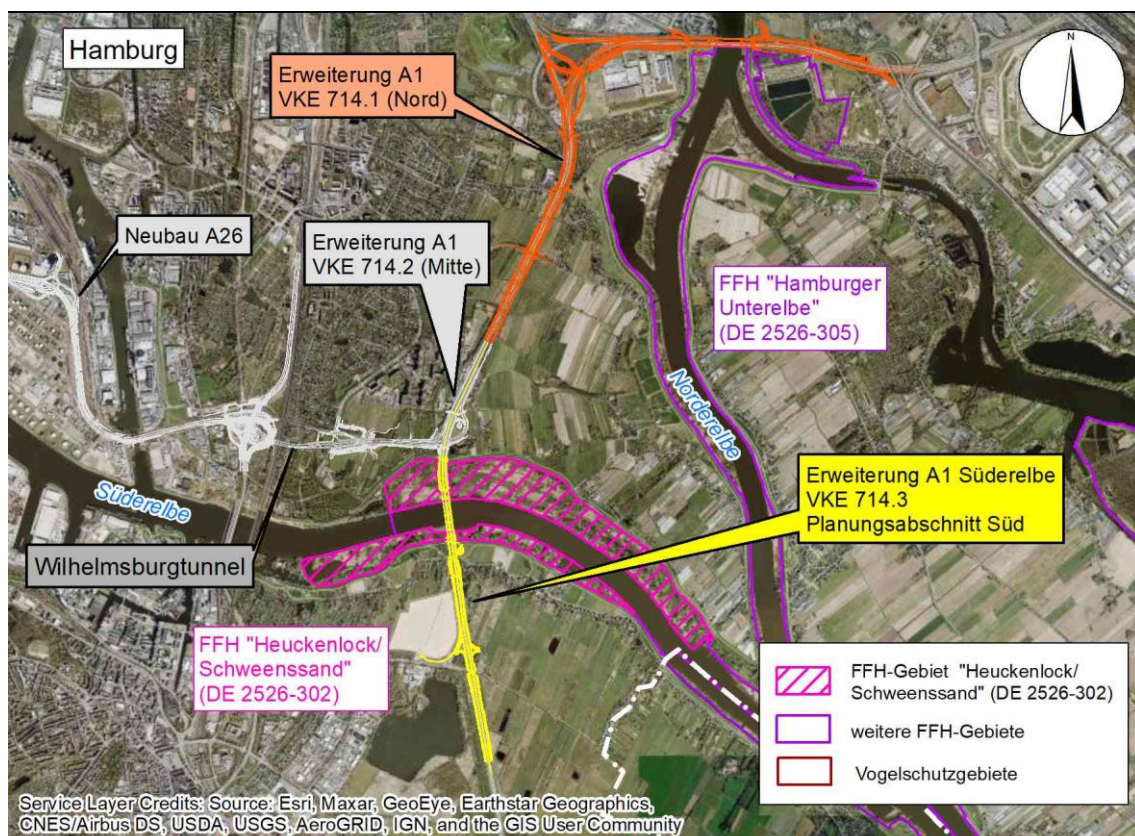 Hamburg
Erweiterung A1
VKE 714.1 (Nord)
N
Neubau A26
Erweiterung A1
VKE 714.2 (Mitte)
FFH "Hamburger
Unterelbe"
(DE 2526-305)
Norderelbe
Süderelbe
Erweiterung A1 Süderelbe
VKE 714.3
Planungsabschnitt Süd
Wilhelmsburgtunnel
FFH "Heuckenlock/
Schweenssand"
(DE 2526-302)
FFH-Gebiet "Heuckenlock/
Schweenssand" (DE 2526-302)
weitere FFH-Gebiete
Vogelschutzgebiete
Service Layer Credits: Source: Esri, Maxar, GeoEye, Earthstar Geographics,
CNES/Airbus DS, USDA, USGS, AeroGRID, IGN, and the GIS User Community